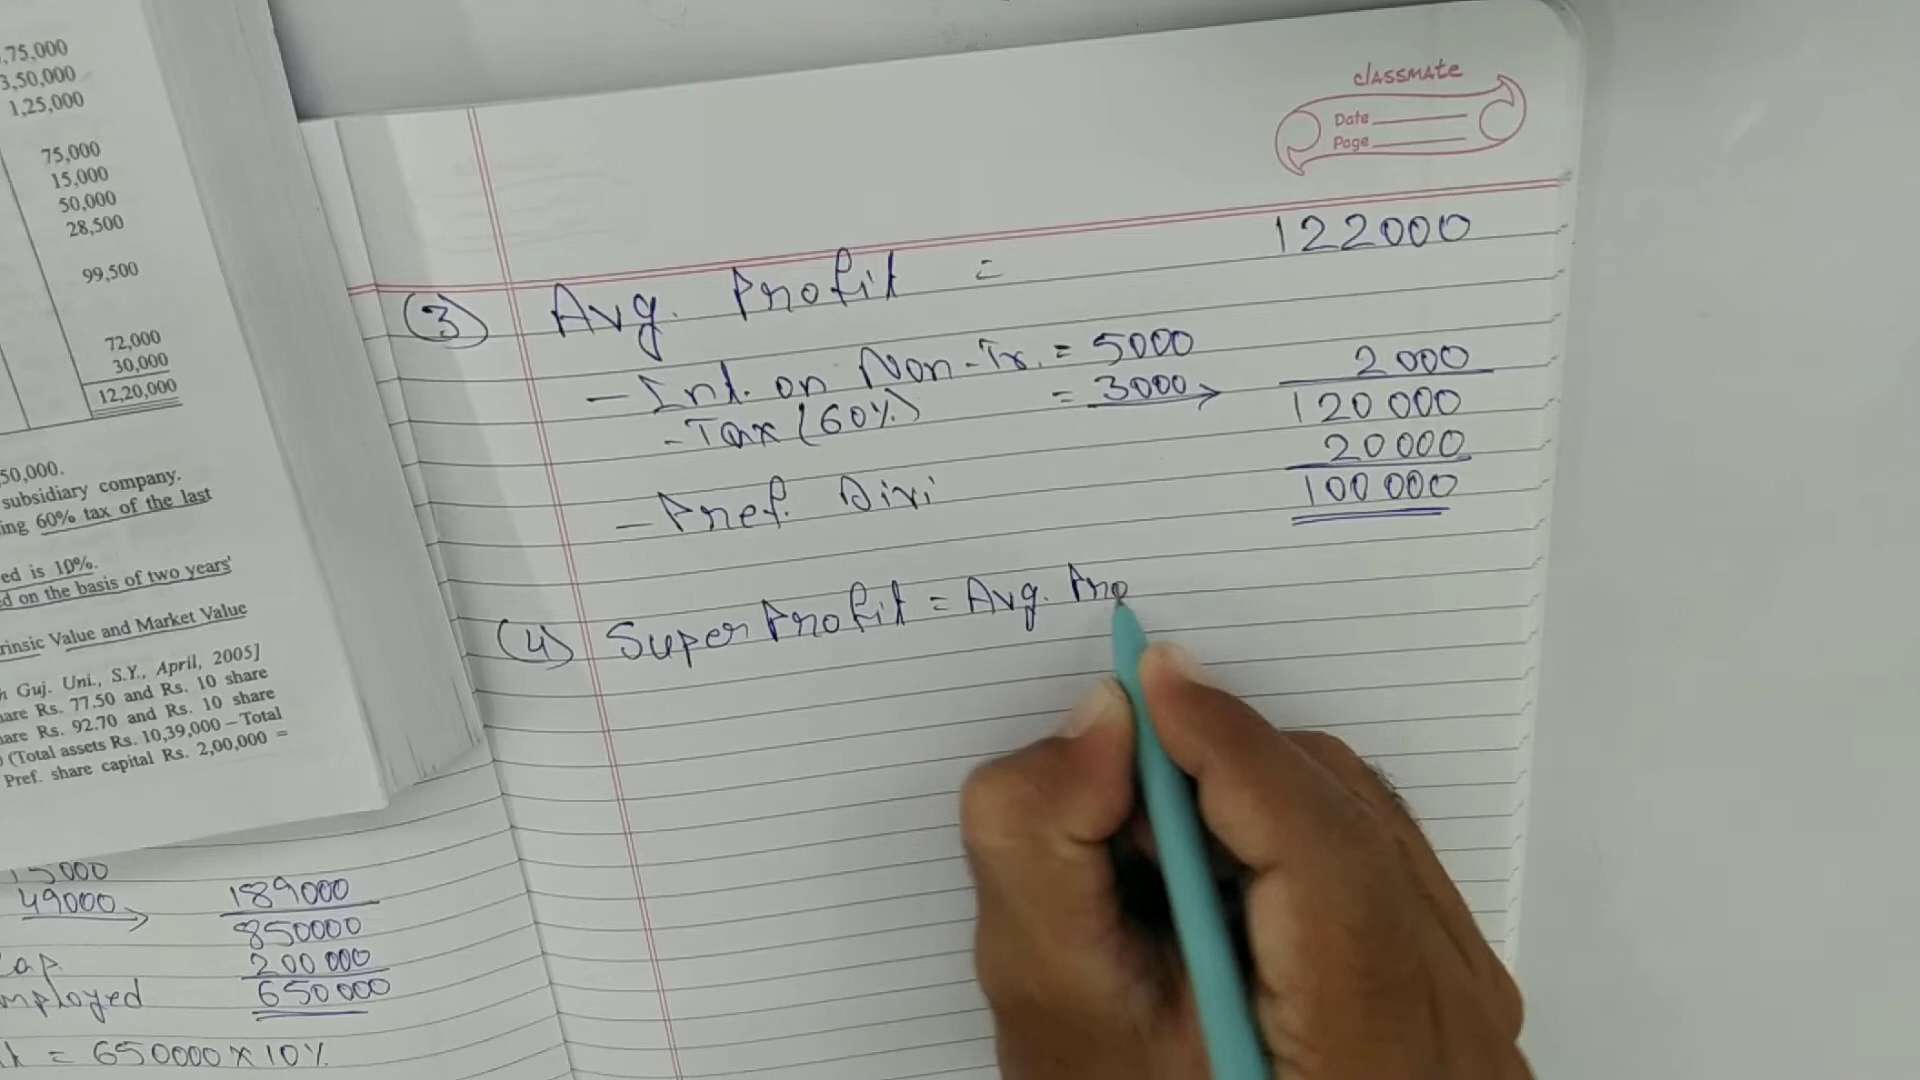 ,75,000
3,50,000
1,25,000
75,000
15,000
50,000
28,500
99,500
72,000
30,000
12,20,000
50,000.
subsidiary company.
ing 60% tax of the last
ed is 10%.
d on the basis of two years'
rinsic Value and Market Value
Guj. Uni., S.Y., April, 2005]
are Rs. 77.50 and Rs. 10 share
are Rs. 92.70 and Rs. 10 share
(Total assets Rs. 10,39,000 – Total
Pref. share capital Rs. 2,00,000 =
classmate
Date
Page
(3) Avg. Profit = 122000
- Int. on Non-Tr. = 5000
- Tax (60%) = 3000 → 2000
120000
- Pref. Divi 20000
100000
(4) Super Profit = Avg. Pro
15000
49000 → 189000
850000
cap. 200000
mployed 650000
= 650000 x 10%